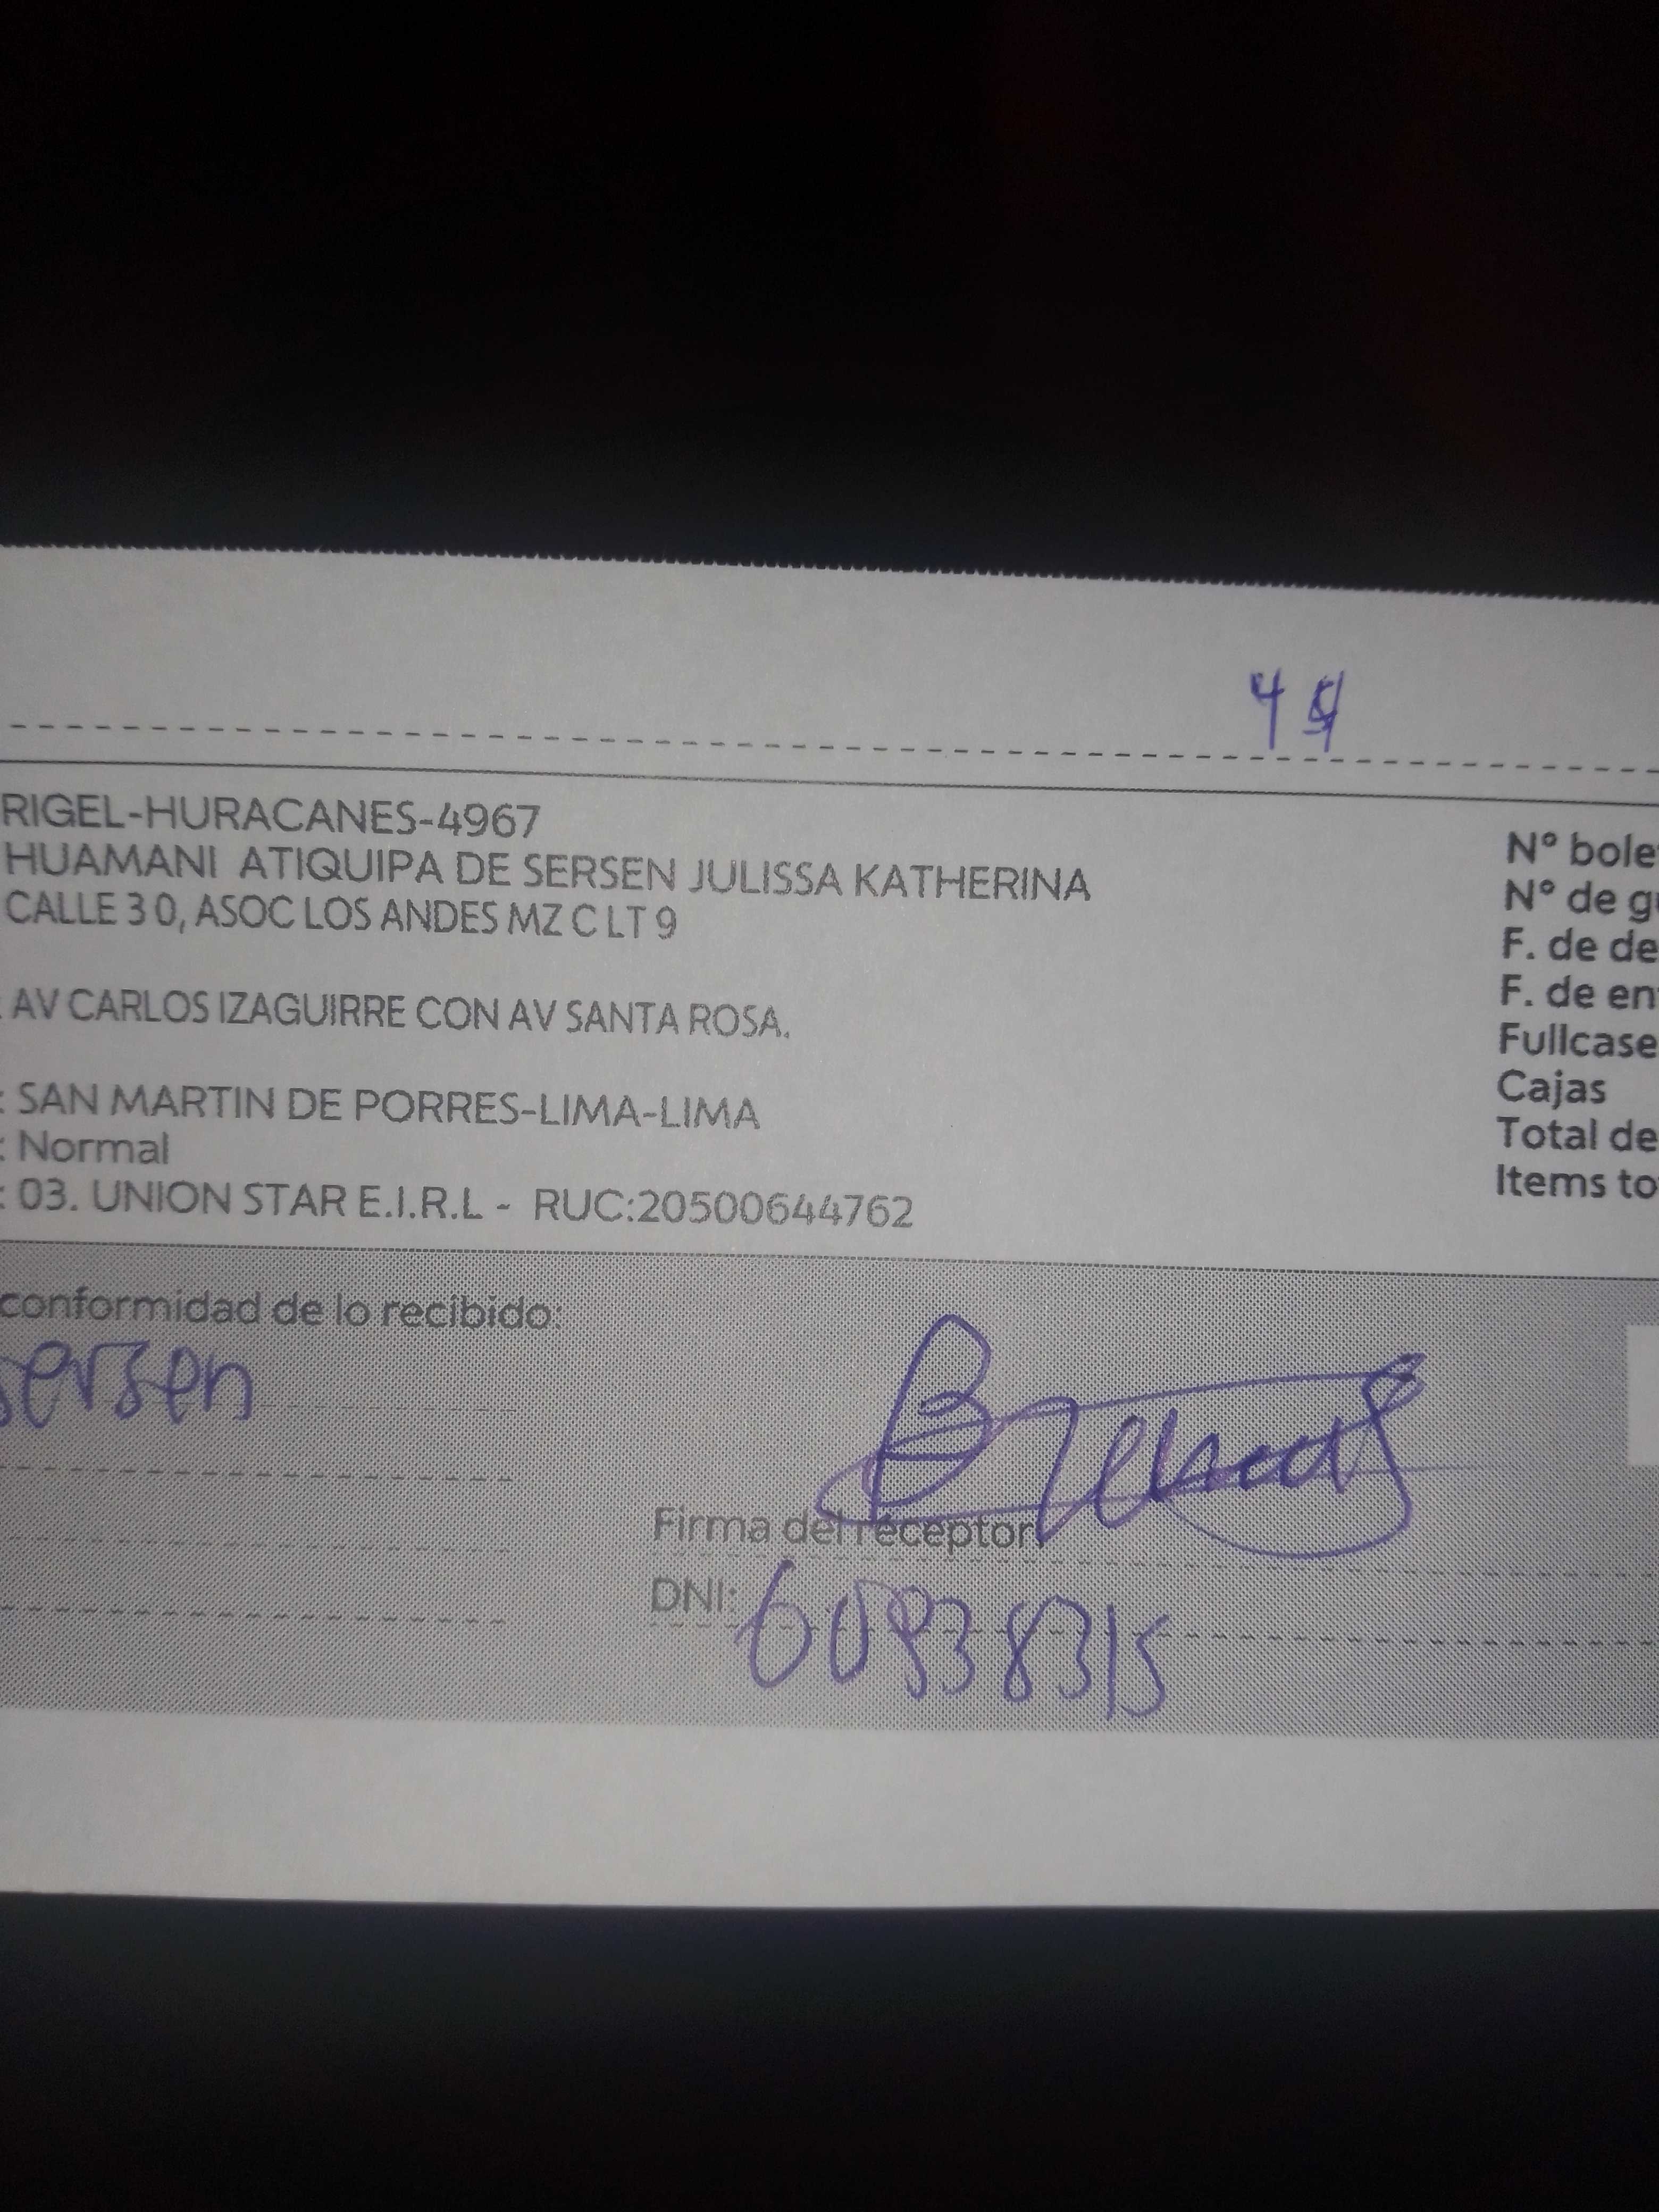 RIGEL-HURACANES-4967
HUAMANI ATIQUIPA DE SERSEN JULISSA KATHERINA
CALLE 3 0, ASOC LOS ANDES MZ C LT 9
: AV CARLOS IZAGUIRRE CON AV SANTA ROSA.
: SAN MARTIN DE PORRES-LIMA-LIMA
: Normal
: 03. UNION STAR E.I.R.L - RUC:20500644762
N° bole
N° de g
F. de de
F. de en
Fullcase
Cajas
Total de
Items to
conformidad de lo recibido:
sersen
Firma del receptor
DNI: